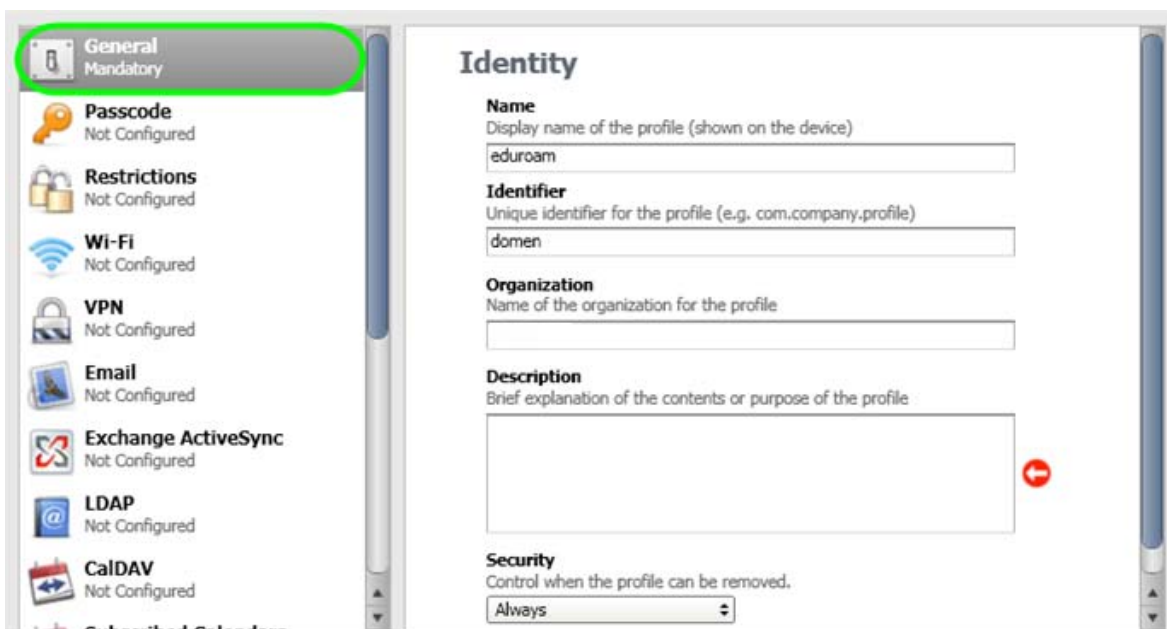 General
Mandatory
Passcode
Not Configured
Restrictions
Not Configured
Wi-Fi
Not Configured
VPN
Not Configured
Email
Not Configured
Exchange ActiveSync
Not Configured
LDAP
Not Configured
CalDAV
Not Configured
Subscribed Calendars
Identity
Name
Display name of the profile (shown on the device)
eduroam
Identifier
Unique identifier for the profile (e.g. com.company.profile)
domen
Organization
Name of the organization for the profile
Description
Brief explanation of the contents or purpose of the profile
Security
Control when the profile can be removed.
Always